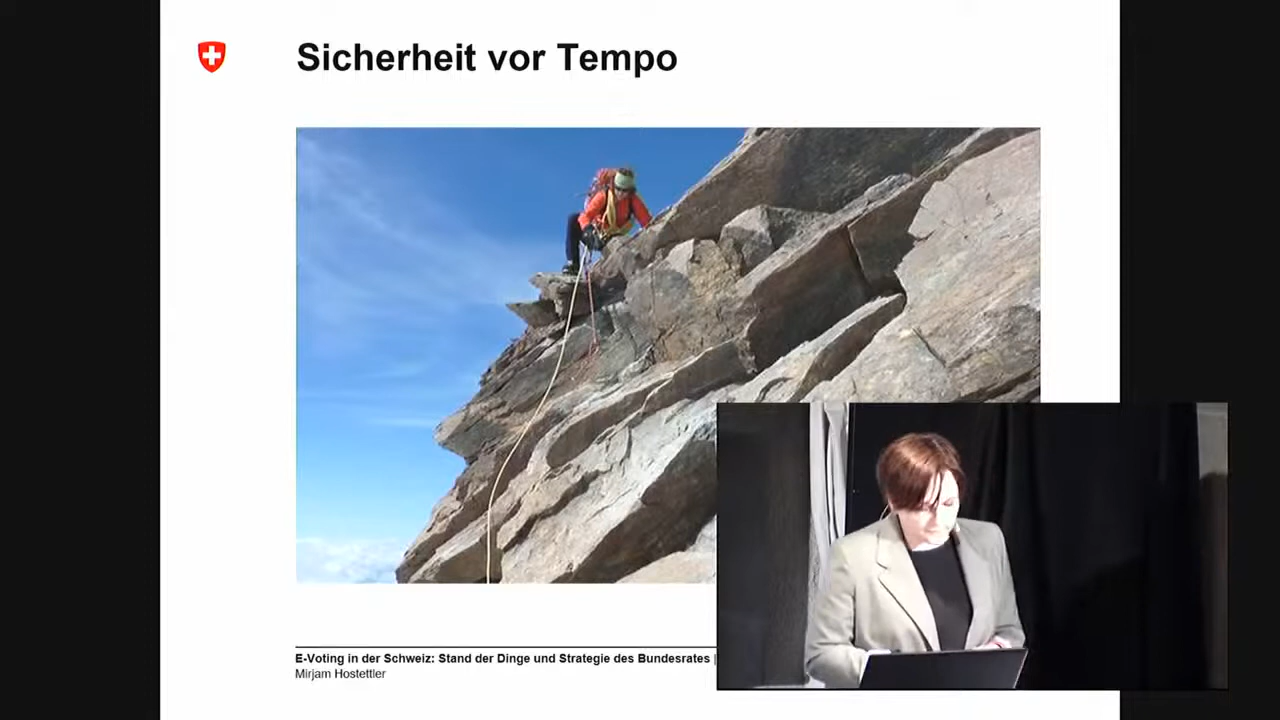 Sicherheit vor Tempo
E-Voting in der Schweiz: Stand der Dinge und Strategie des Bundesrates |
Mirjam Hostettler